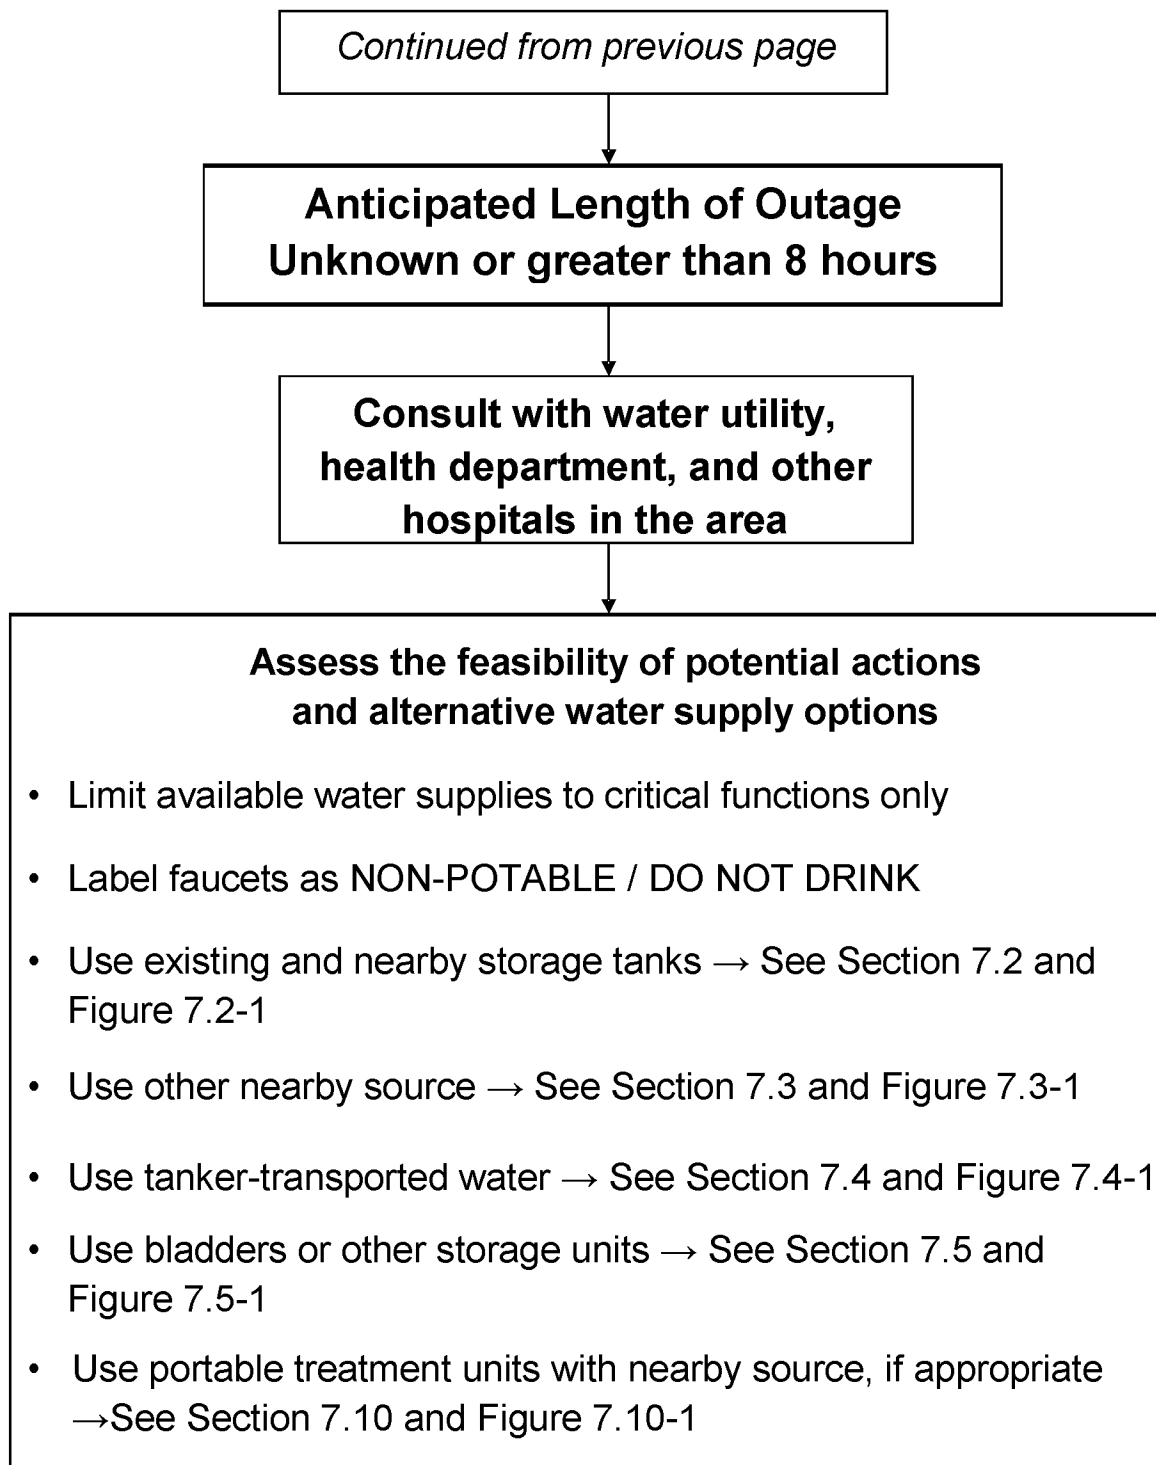 Continued from previous page
Anticipated Length of Outage
Unknown or greater than 8 hours
Consult with water utility,
health department, and other
hospitals in the area
Assess the feasibility of potential actions
and alternative water supply options
• Limit available water supplies to critical functions only
• Label faucets as NON-POTABLE / DO NOT DRINK
• Use existing and nearby storage tanks → See Section 7.2 and
Figure 7.2-1
• Use other nearby source → See Section 7.3 and Figure 7.3-1
• Use tanker-transported water → See Section 7.4 and Figure 7.4-1
• Use bladders or other storage units → See Section 7.5 and
Figure 7.5-1
• Use portable treatment units with nearby source, if appropriate
→See Section 7.10 and Figure 7.10-1